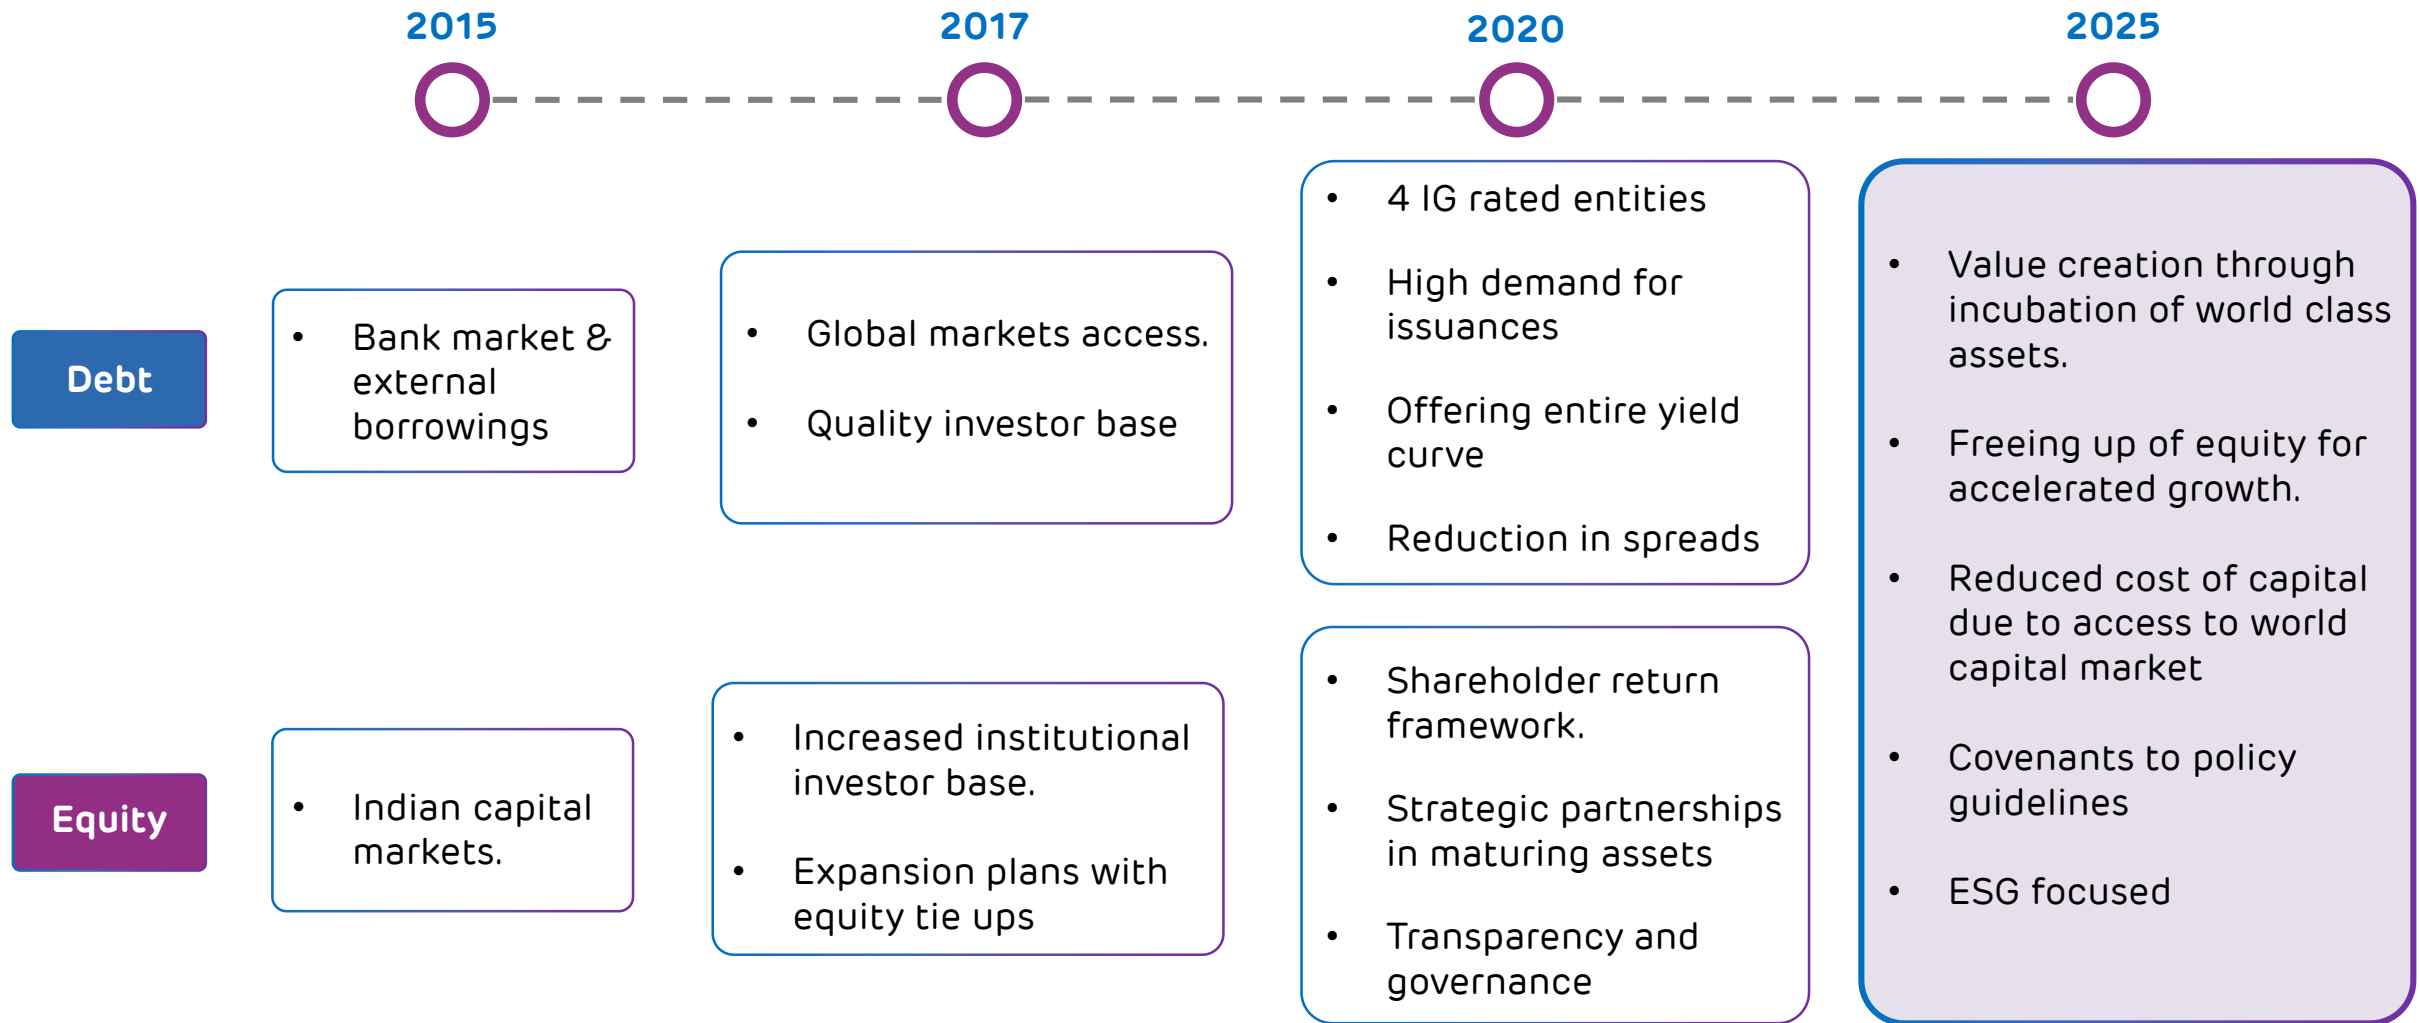 2015
2017
2020
2025
Debt
• Bank market &
external
borrowings
• Global markets access.
• Quality investor base
• 4 IG rated entities
• High demand for
issuances
• Offering entire yield
curve
• Reduction in spreads
Equity
• Indian capital
markets.
• Increased institutional
investor base.
• Expansion plans with
equity tie ups
• Shareholder return
framework.
• Strategic partnerships
in maturing assets
• Transparency and
governance
• Value creation through
incubation of world class
assets.
• Freeing up of equity for
accelerated growth.
• Reduced cost of capital
due to access to world
capital market
• Covenants to policy
guidelines
• ESG focused